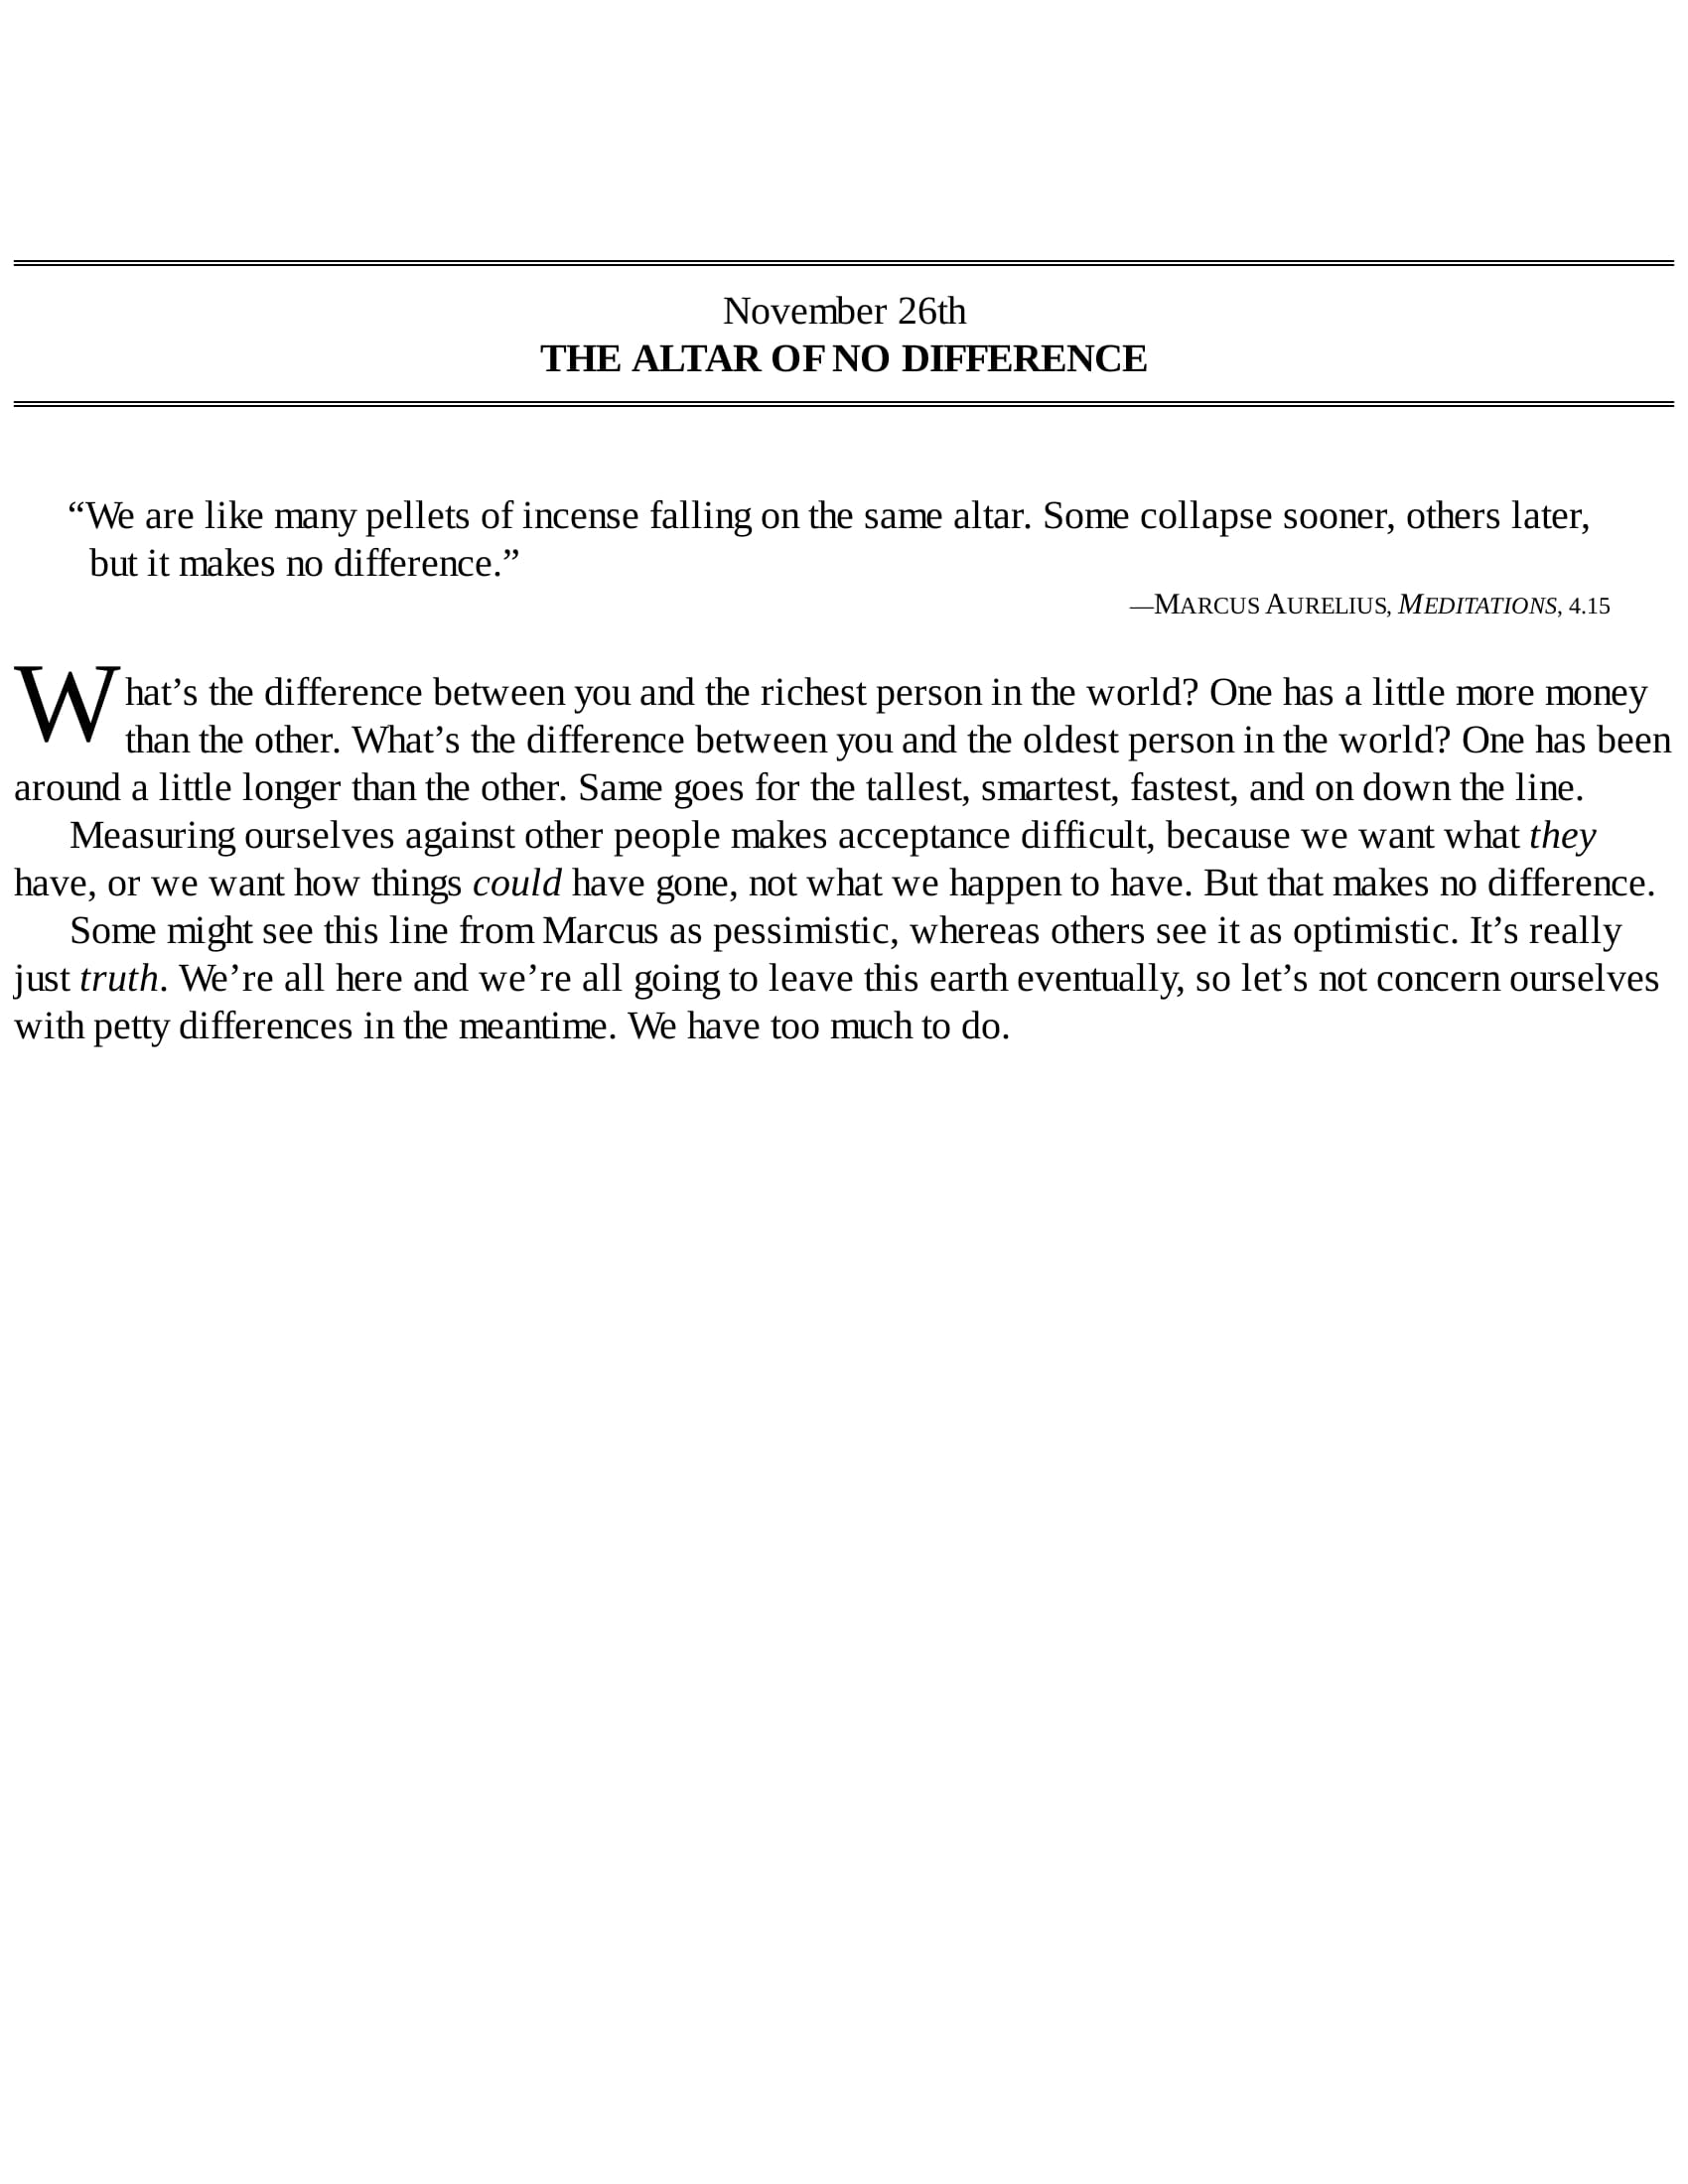 November 26th
THE ALTAR OF NO DIFFERENCE
“We are like many pellets of incense falling on the same altar. Some collapse sooner, others later,
but it makes no difference.”
—MARCUS AURELIUS, MEDITATIONS, 4.15
What’s the difference between you and the richest person in the world? One has a little more money
than the other. What’s the difference between you and the oldest person in the world? One has been
around a little longer than the other. Same goes for the tallest, smartest, fastest, and on down the line.
Measuring ourselves against other people makes acceptance difficult, because we want what they
have, or we want how things could have gone, not what we happen to have. But that makes no difference.
Some might see this line from Marcus as pessimistic, whereas others see it as optimistic. It’s really
just truth. We’re all here and we’re all going to leave this earth eventually, so let’s not concern ourselves
with petty differences in the meantime. We have too much to do.